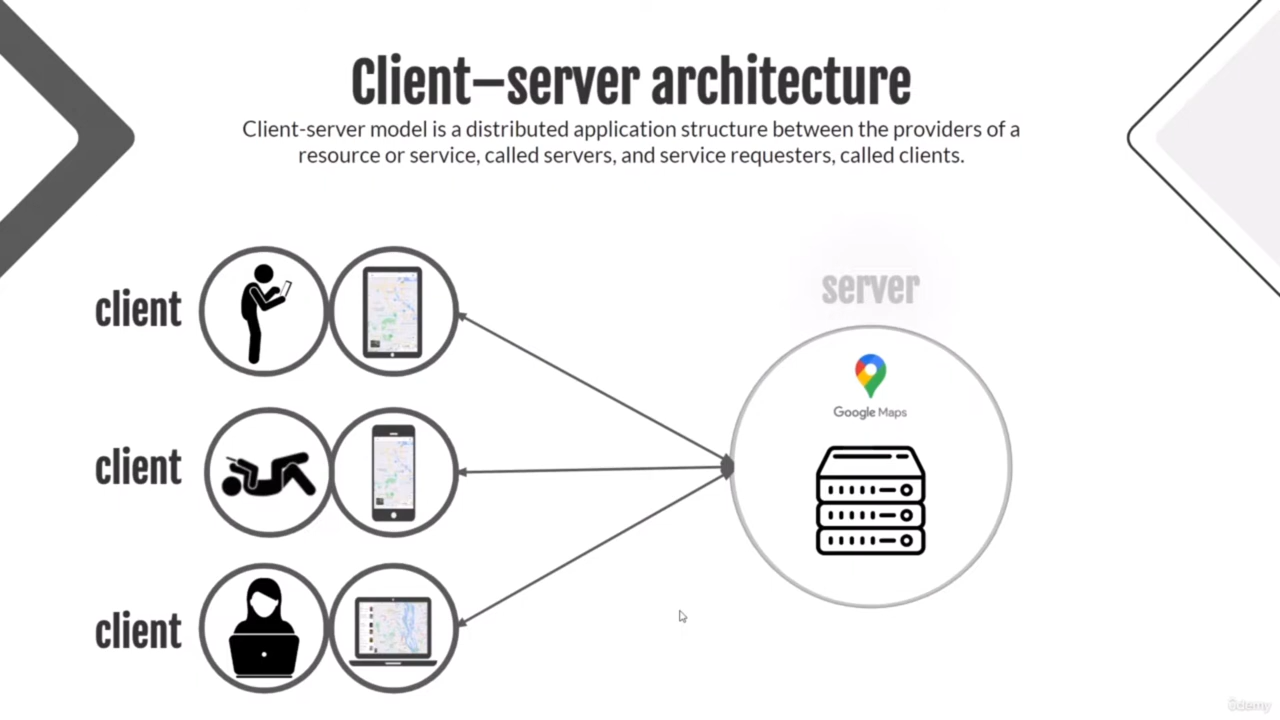 Client–server architecture
Client-server model is a distributed application structure between the providers of a
resource or service, called servers, and service requesters, called clients.
server
client
Google Maps
client
client
ûdemy